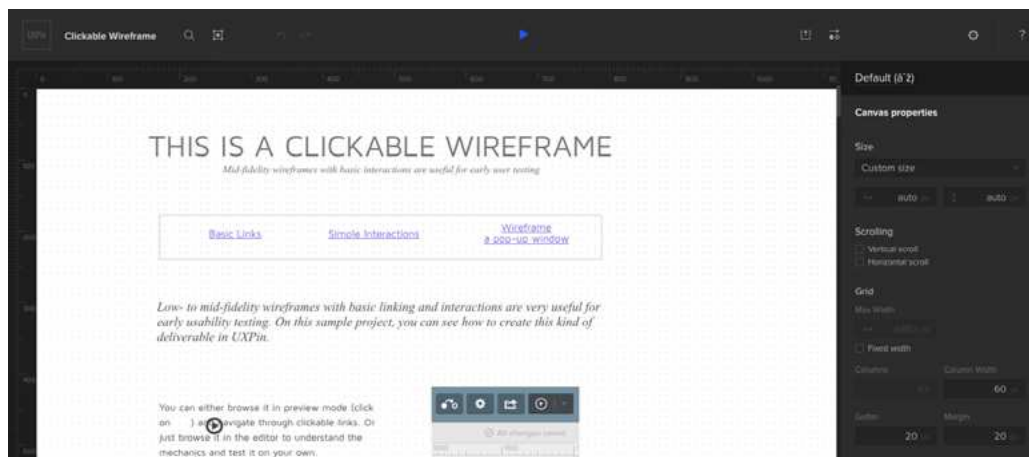 100%
Clickable Wireframe
?
Default (á´²)
Canvas properties
THIS IS A CLICKABLE WIREFRAME
Mid-fidelity wireframes with basic interactions are useful for early user testing
Size
Custom size
auto
auto
Basic Links
Simple Interactions
Wireframe
a pop-up window
Scrolling
Vertical scroll
Horizontal scroll
Grid
Max Width
Fixed width
Low- to mid-fidelity wireframes with basic linking and interactions are very useful for
early usability testing. On this sample project, you can see how to create this kind of
deliverable in UXPin.
Columns
Column Width
60
You can either browse it in preview mode (click
on ) and navigate through clickable links. Or
just browse it in the editor to understand the
mechanics and test it on your own.
All changes saved
Gutter
Margin
20
20